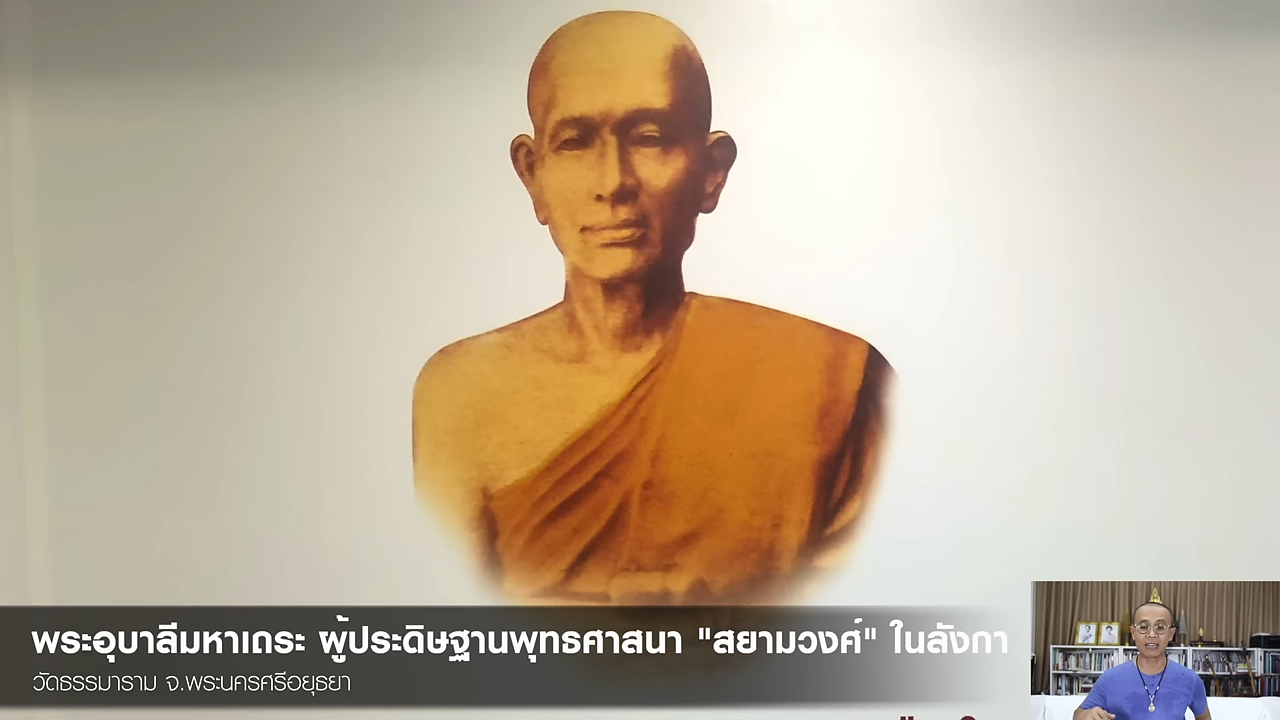 พระอุบาลีมหาเถระ ผู้ประดิษฐานพุทธศาสนา "สยามวงศ์" ในลังกา
วัดธรรมาราม จ.พระนครศรีอยุธยา